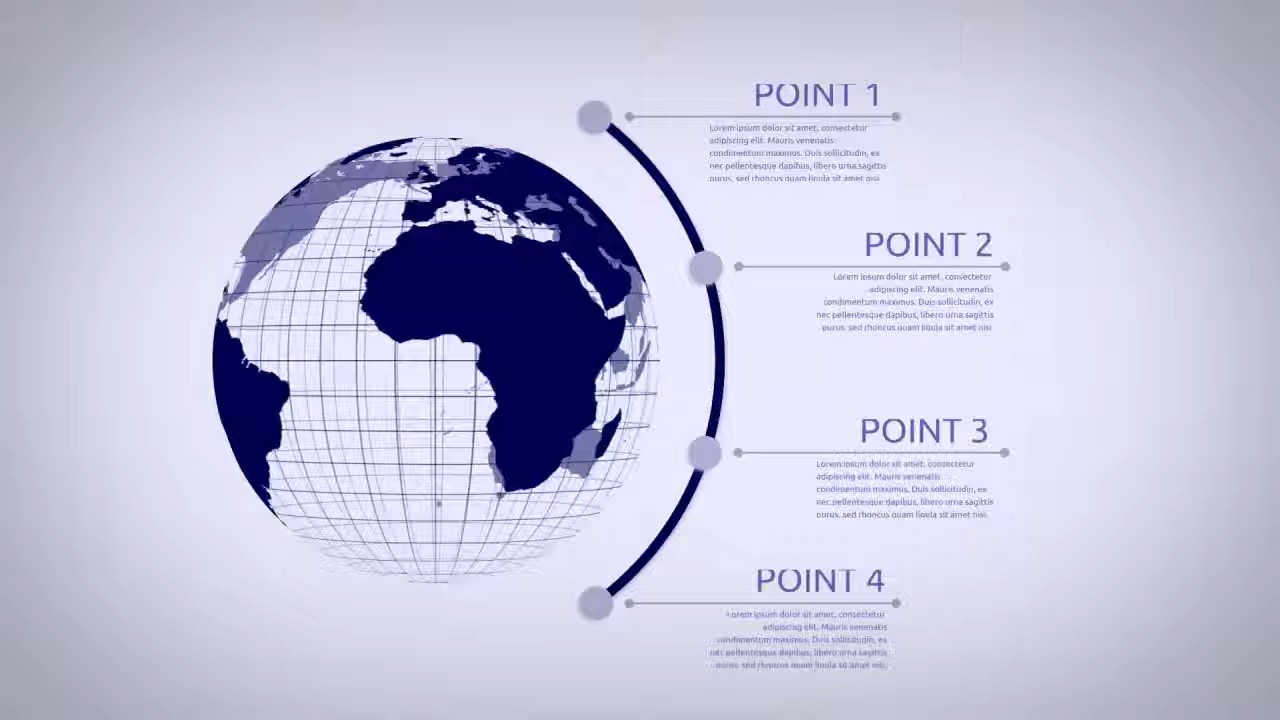 POINT 1
Lorem ipsum dolor sit amet, consectetur
adipiscing elit. Mauris venenatis
condimentum maximus. Duis sollicitudin, ex
nec pellentesque dapibus, libero urna sagittis
purus, sed rhoncus quam ligula sit amet nisi.
POINT 2
Lorem ipsum dolor sit amet, consectetur
adipiscing elit. Mauris venenatis
condimentum maximus. Duis sollicitudin, ex
nec pellentesque dapibus, libero urna sagittis
purus, sed rhoncus quam ligula sit amet nisi.
POINT 3
Lorem ipsum dolor sit amet, consectetur
adipiscing elit. Mauris venenatis
condimentum maximus. Duis sollicitudin, ex
nec pellentesque dapibus, libero urna sagittis
purus, sed rhoncus quam ligula sit amet nisi.
POINT 4
Lorem ipsum dolor sit amet, consectetur
adipiscing elit. Mauris venenatis
condimentum maximus. Duis sollicitudin, ex
nec pellentesque dapibus, libero urna sagittis
purus, sed rhoncus quam ligula sit amet nisi.